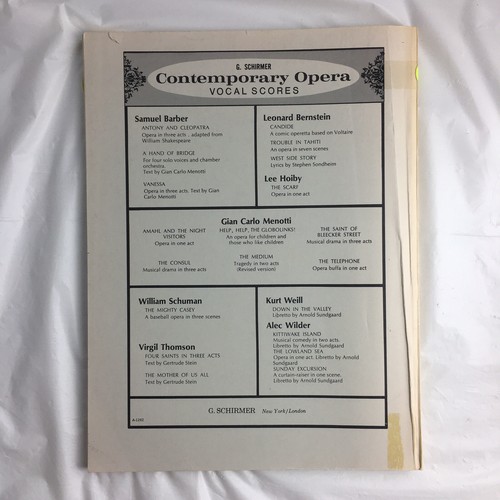 G. SCHIRMER
Contemporary Opera
VOCAL SCORES
Samuel Barber
ANTONY AND CLEOPATRA
Opera in three acts . adapted from
William Shakespeare
A HAND OF BRIDGE
For four solo voices and chamber
orchestra.
Text by Gian Carlo Menotti
VANESSA
Opera in three acts. Text by Gian
Carlo Menotti
Leonard Bernstein
CANDIDE
A comic operetta based on Voltaire
TROUBLE IN TAHITI
An opera in seven scenes
WEST SIDE STORY
Lyrics by Stephen Sondheim
Lee Hoiby
THE SCARF
Opera in one act
Gian Carlo Menotti
AMAHL AND THE NIGHT
VISITORS
Opera in one act
HELP, HELP, THE GLOBOLINKS!
An opera for children and
those who like children
THE SAINT OF
BLEECKER STREET
Musical drama in three acts
THE CONSUL
Musical drama in three acts
THE MEDIUM
Tragedy in two acts
(Revised version)
THE TELEPHONE
Opera buffa in one act
William Schuman
THE MIGHTY CASEY
A baseball opera in three scenes
Virgil Thomson
FOUR SAINTS IN THREE ACTS
Text by Gertrude Stein
THE MOTHER OF US ALL
Text by Gertrude Stein
Kurt Weill
DOWN IN THE VALLEY
Libretto by Arnold Sundgaard
Alec Wilder
KITTIWAKE ISLAND
Musical comedy in two acts.
Libretto by Arnold Sundgaard
THE LOWLAND SEA
Opera in one act. Libretto by Arnold
Sundgaard
SUNDAY EXCURSION
A curtain-raiser in one scene.
Libretto by Arnold Sundgaard
G. SCHIRMER New York/London